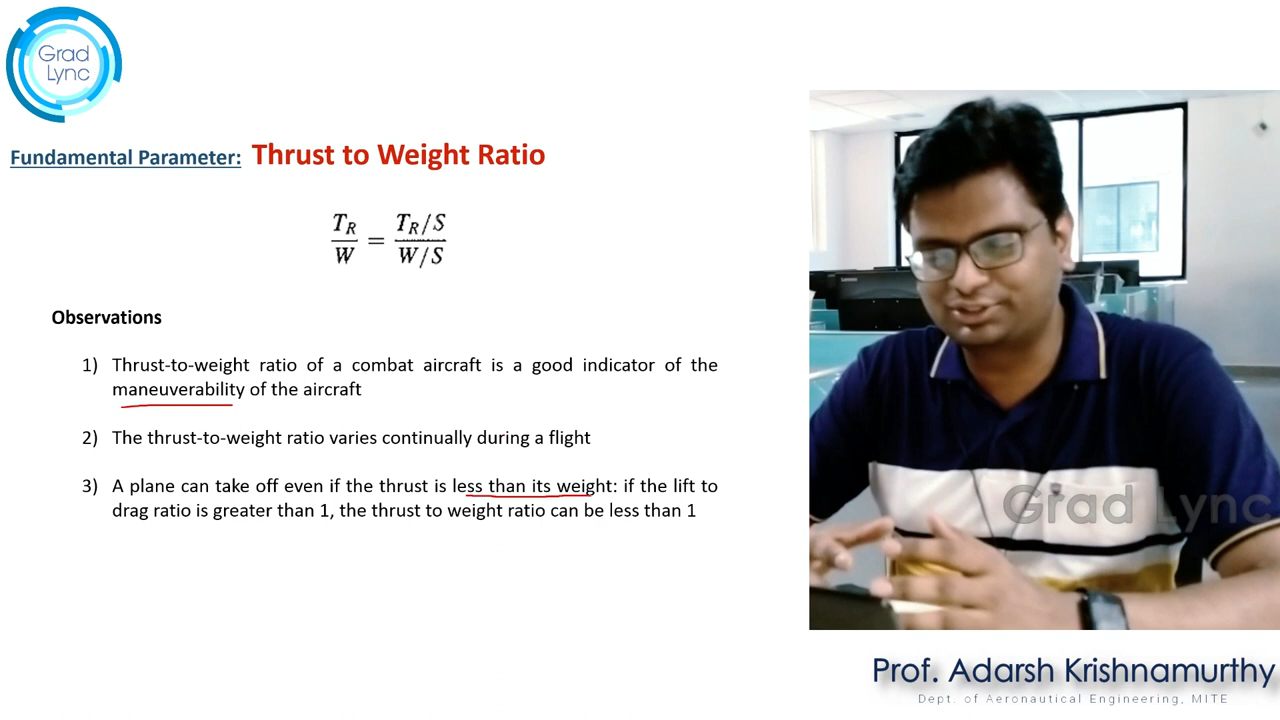 Grad
Lync
Fundamental Parameter: Thrust to Weight Ratio
T_R / W = T_R/S / W/S
Observations
1) Thrust-to-weight ratio of a combat aircraft is a good indicator of the
maneuverability of the aircraft
2) The thrust-to-weight ratio varies continually during a flight
3) A plane can take off even if the thrust is less than its weight: if the lift to
drag ratio is greater than 1, the thrust to weight ratio can be less than 1
Lenovo
Grad Lync
Prof. Adarsh Krishnamurthy
Dept. of Aeronautical Engineering, MITE